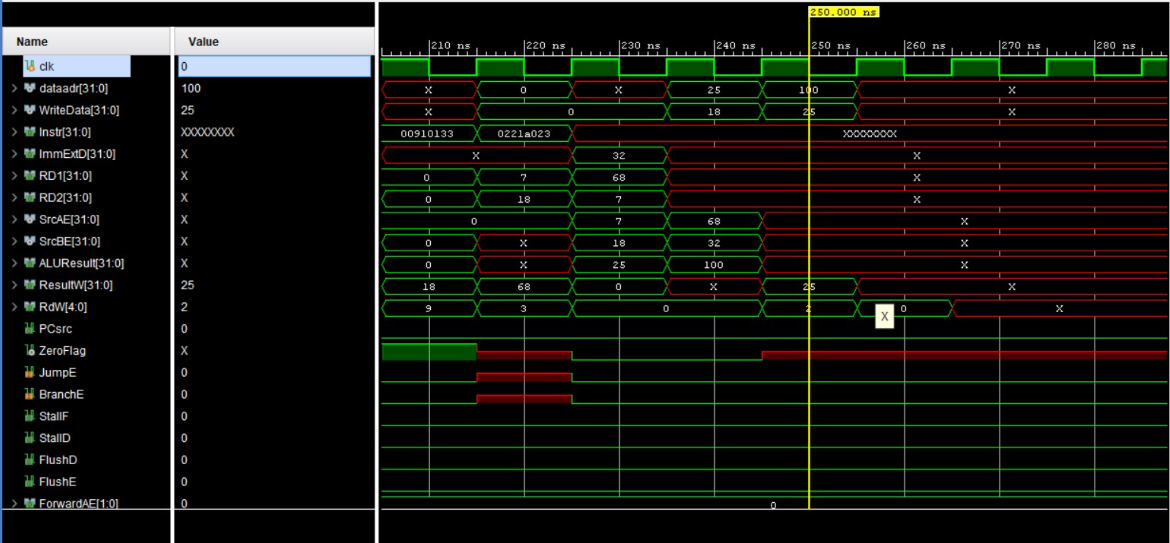 250.000 ns
Name Value
210 ns 220 ns 230 ns 240 ns 250 ns 260 ns 270 ns 280 ns
clk 0
dataadr[31:0] 100 X 0 X 25 100 X
WriteData[31:0] 25 X 0 18 25 X
Instr[31:0] XXXXXXXX 00910133 0221a023 XXXXXXXX
ImmExtD[31:0] X X 32 X
RD1[31:0] X 0 7 68 X
RD2[31:0] X 0 18 7 X
SrcAE[31:0] X 0 7 68 X
SrcBE[31:0] X 0 X 18 32 X
ALUResult[31:0] X 0 X 25 100 X
ResultW[31:0] 25 18 68 0 X 25 X
RdW[4:0] 2 9 3 0 2 0 X
X
PCsrc 0
ZeroFlag X
JumpE 0
BranchE 0
StallF 0
StallD 0
FlushD 0
FlushE 0
ForwardAE[1:0] 0 0